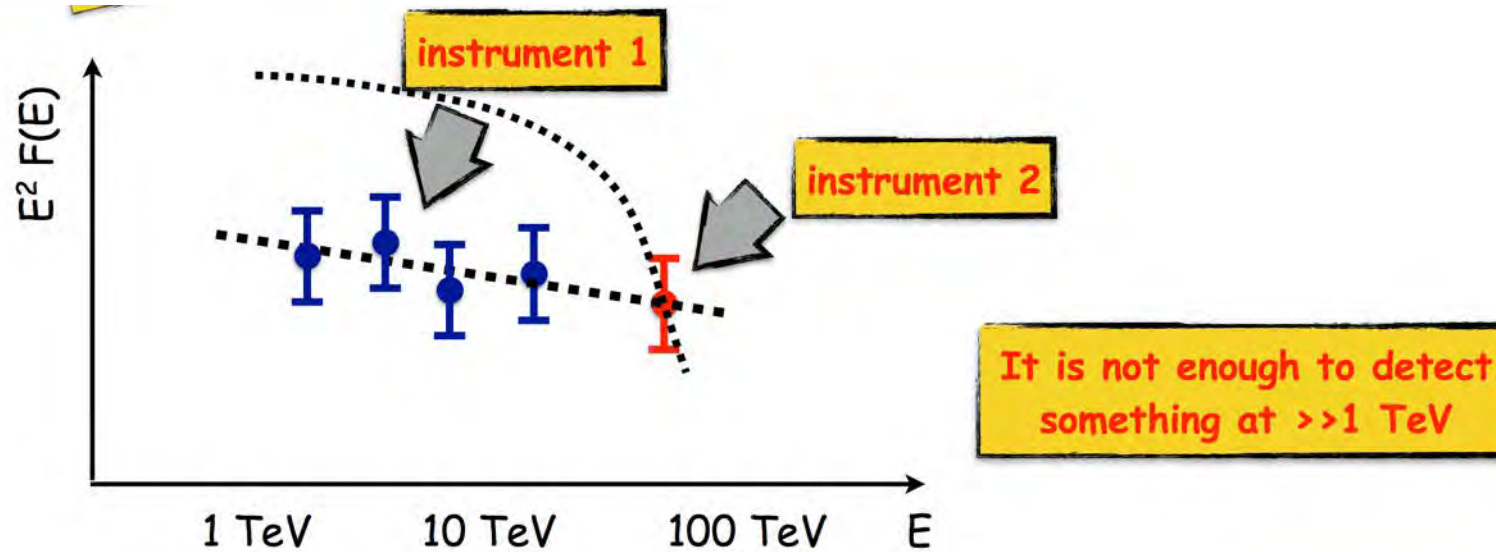 instrument 1
E² F(E)
instrument 2
It is not enough to detect
something at >>1 TeV
1 TeV
10 TeV
100 TeV
E